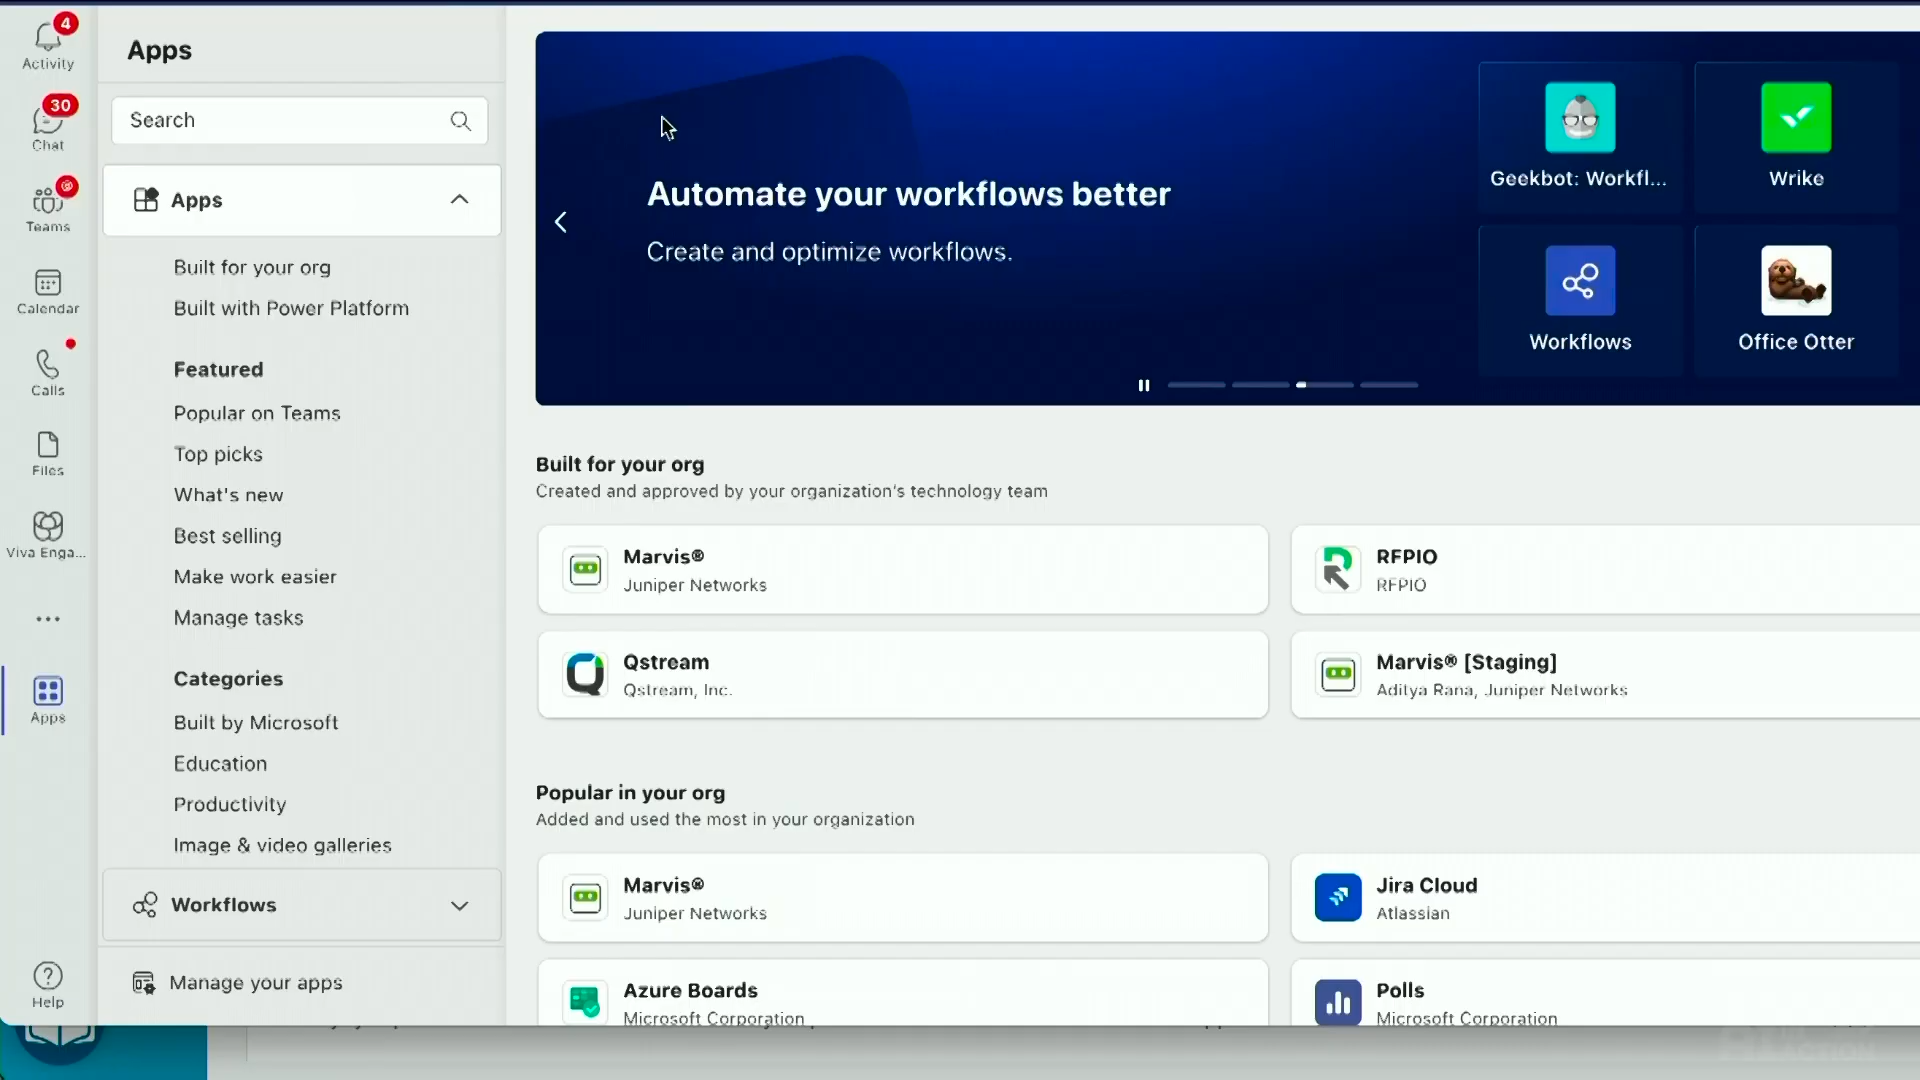 4
Activity
30
Chat
@
Teams
Calendar
Calls
Files
Viva Enga...
Apps
Help
Apps
Search
Apps
Built for your org
Built with Power Platform
Featured
Popular on Teams
Top picks
What's new
Best selling
Make work easier
Manage tasks
Categories
Built by Microsoft
Education
Productivity
Image & video galleries
Workflows
Manage your apps
Automate your workflows better
Create and optimize workflows.
Geekbot: Workfl...
Wrike
Workflows
Office Otter
Built for your org
Created and approved by your organization's technology team
Marvis®
Juniper Networks
RFPIO
RFPIO
Qstream
Qstream, Inc.
Marvis® [Staging]
Aditya Rana, Juniper Networks
Popular in your org
Added and used the most in your organization
Marvis®
Juniper Networks
Jira Cloud
Atlassian
Azure Boards
Microsoft Corporation
Polls
Microsoft Corporation
ACTION